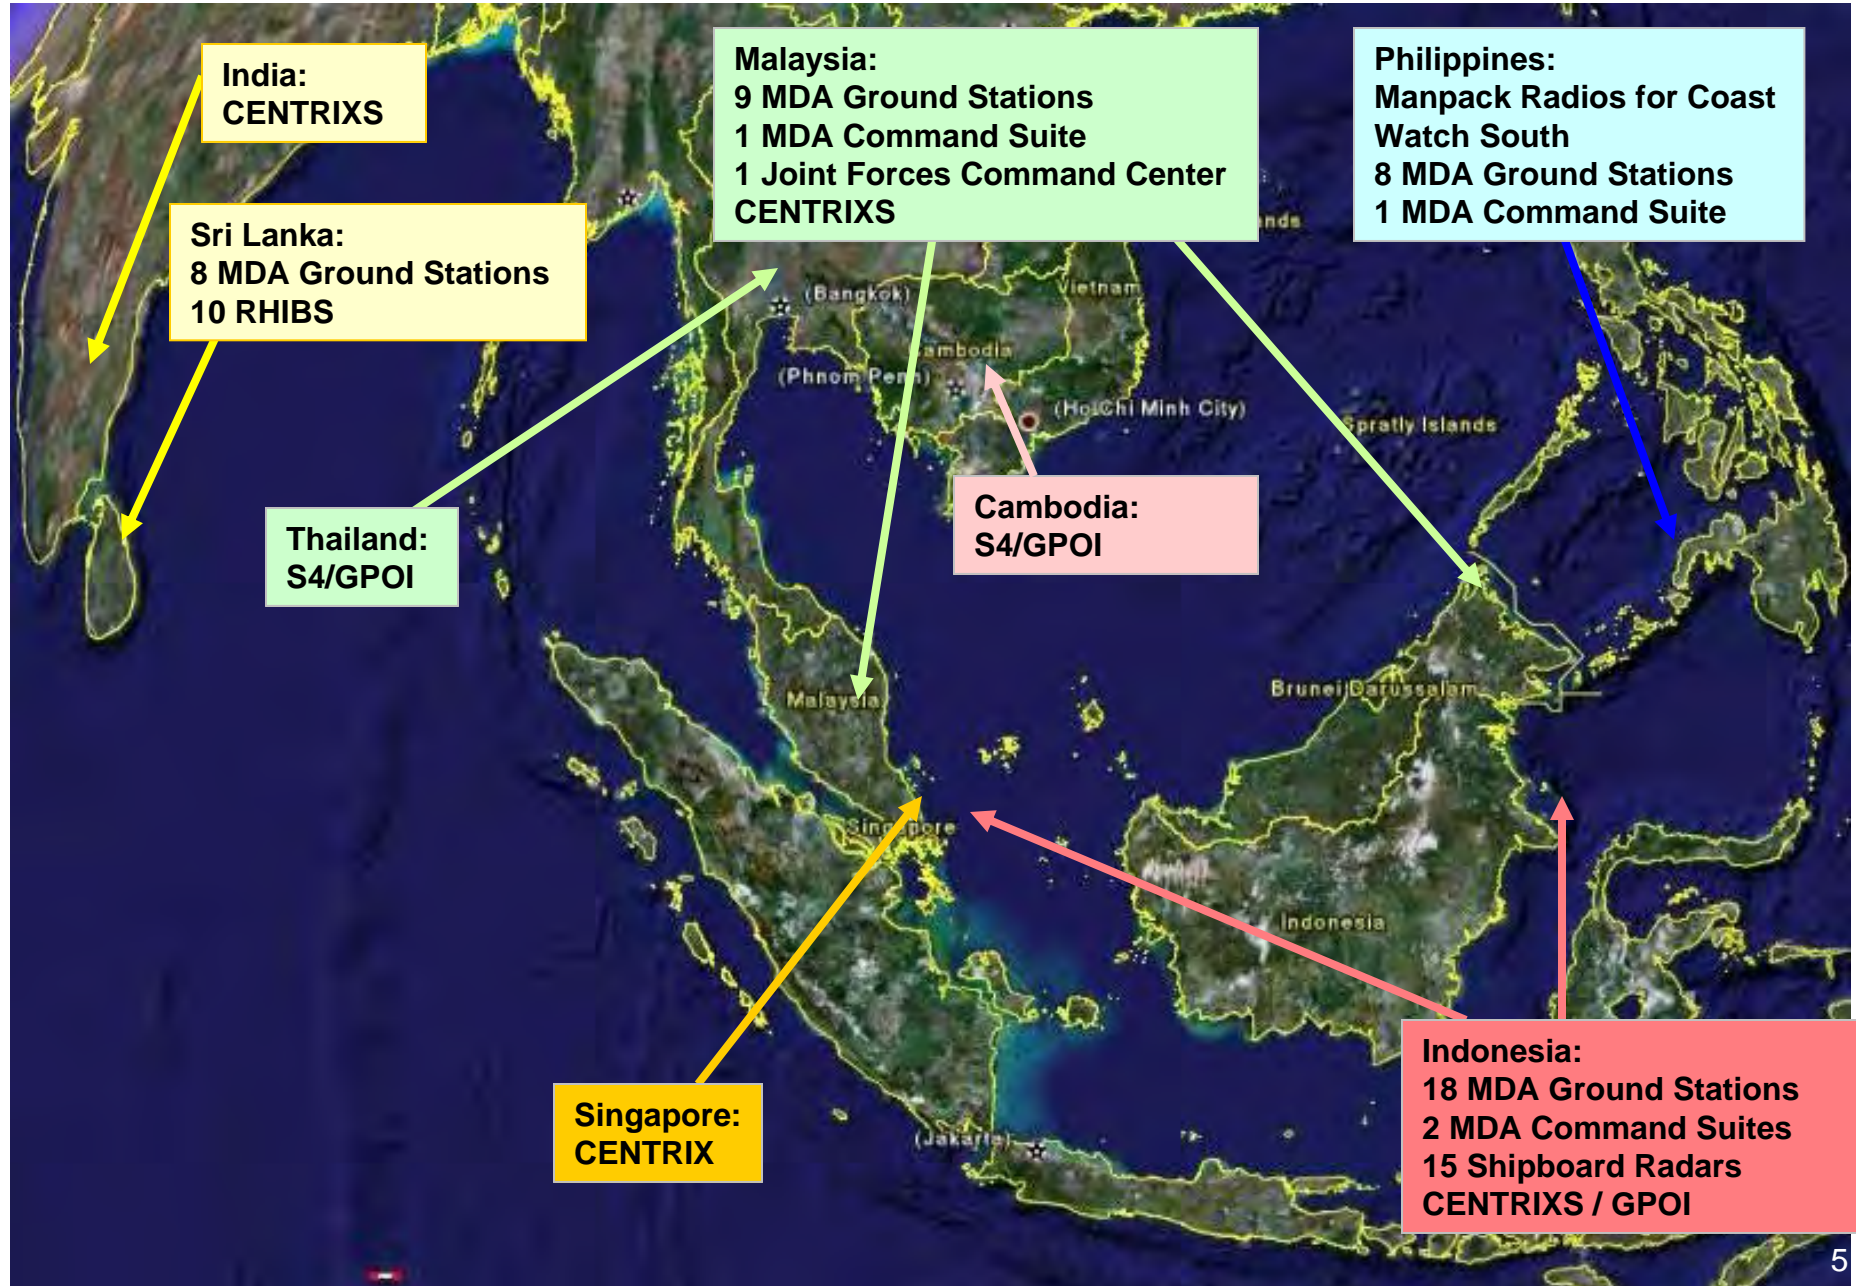 India:
CENTRIXS
Malaysia:
9 MDA Ground Stations
1 MDA Command Suite
1 Joint Forces Command Center
CENTRIXS
Philippines:
Manpack Radios for Coast
Watch South
8 MDA Ground Stations
1 MDA Command Suite
Sri Lanka:
8 MDA Ground Stations
10 RHIBS
(Bangkok)
Vietnam
Cambodia
(Phnom Penh)
(Ho Chi Minh City)
Spratly Islands
Thailand:
S4/GPOI
Cambodia:
S4/GPOI
Malaysia
Brunei Darussalam
Singapore
Indonesia
Singapore:
CENTRIX
(Jakarta)
Indonesia:
18 MDA Ground Stations
2 MDA Command Suites
15 Shipboard Radars
CENTRIXS / GPOI
5